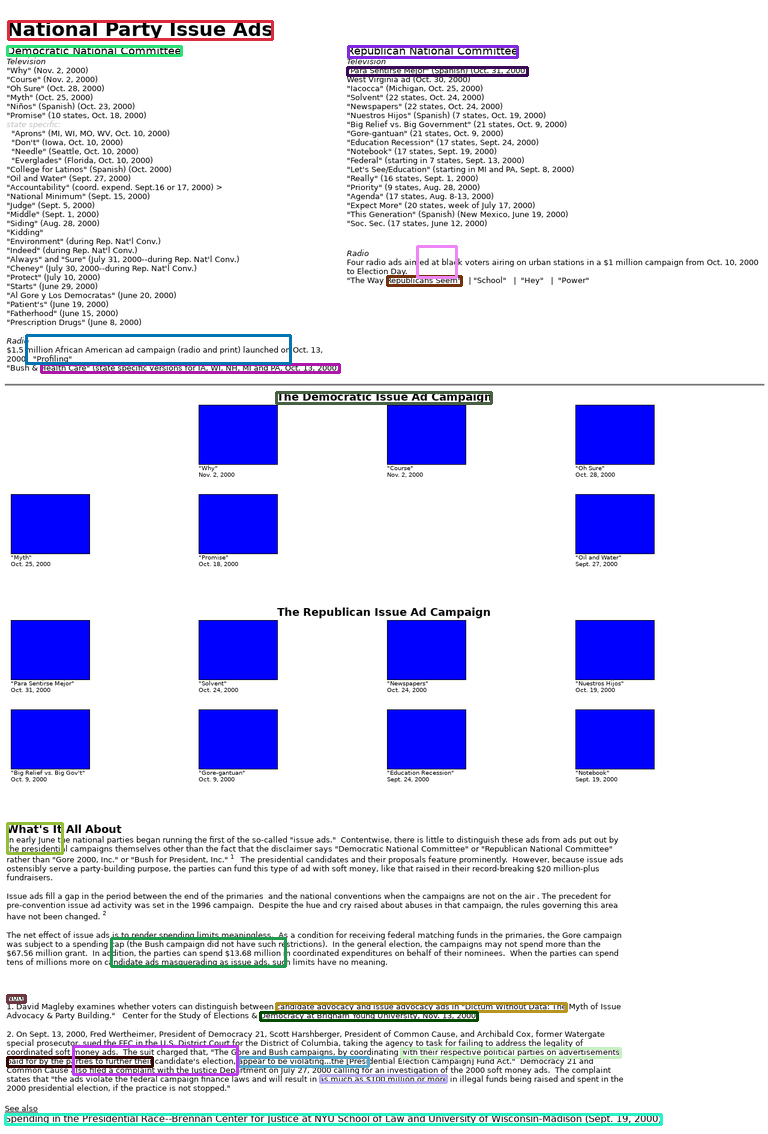 National Party Issue Ads
Democratic National Committee
Television
"Why" (Nov. 2, 2000)
"Course" (Nov. 2, 2000)
"Oh Sure" (Oct. 28, 2000)
"Myth" (Oct. 25, 2000)
"Niños" (Spanish) (Oct. 23, 2000)
"Promise" (10 states, Oct. 18, 2000)
state specific:
"Aprons" (MI, WI, MO, WV, Oct. 10, 2000)
"Don't" (Iowa, Oct. 10, 2000)
"Needle" (Seattle, Oct. 10, 2000)
"Everglades" (Florida, Oct. 10, 2000)
"College for Latinos" (Spanish) (Oct. 2000)
"Oil and Water" (Sept. 27, 2000)
"Accountability" (coord. expend. Sept.16 or 17, 2000) >
"National Minimum" (Sept. 15, 2000)
"Judge" (Sept. 5, 2000)
"Middle" (Sept. 1, 2000)
"Siding" (Aug. 28, 2000)
"Kidding"
"Environment" (during Rep. Nat'l Conv.)
"Indeed" (during Rep. Nat'l Conv.)
"Always" and "Sure" (July 31, 2000--during Rep. Nat'l Conv.)
"Cheney" (July 30, 2000--during Rep. Nat'l Conv.)
"Protect" (July 10, 2000)
"Starts" (June 29, 2000)
"Al Gore y Los Democratas" (June 20, 2000)
"Patient's" (June 19, 2000)
"Fatherhood" (June 15, 2000)
"Prescription Drugs" (June 8, 2000)
Radio
$1.5 million African American ad campaign (radio and print) launched on Oct. 13,
2000. "Profiling"
"Bush & Health Care" (state specific versions for IA, WI, NH, MI and PA, Oct. 13, 2000)
Republican National Committee
Television
"Para Sentirse Mejor" (Spanish) (Oct. 31, 2000)
West Virginia ad (Oct. 30, 2000)
"Iacocca" (Michigan, Oct. 25, 2000)
"Solvent" (22 states, Oct. 24, 2000)
"Newspapers" (22 states, Oct. 24, 2000)
"Nuestros Hijos" (Spanish) (7 states, Oct. 19, 2000)
"Big Relief vs. Big Government" (21 states, Oct. 9, 2000)
"Gore-gantuan" (21 states, Oct. 9, 2000)
"Education Recession" (17 states, Sept. 24, 2000)
"Notebook" (17 states, Sept. 19, 2000)
"Federal" (starting in 7 states, Sept. 13, 2000)
"Let's See/Education" (starting in MI and PA, Sept. 8, 2000)
"Really" (16 states, Sept. 1, 2000)
"Priority" (9 states, Aug. 28, 2000)
"Agenda" (17 states, Aug. 8-13, 2000)
"Expect More" (20 states, week of July 17, 2000)
"This Generation" (Spanish) (New Mexico, June 19, 2000)
"Soc. Sec. (17 states, June 12, 2000)
Radio
Four radio ads aimed at black voters airing on urban stations in a $1 million campaign from Oct. 10, 2000
to Election Day.
"The Way Republicans Seem" | "School" | "Hey" | "Power"
The Democratic Issue Ad Campaign
"Why"
Nov. 2, 2000
"Course"
Nov. 2, 2000
"Oh Sure"
Oct. 28, 2000
"Myth"
Oct. 25, 2000
"Promise"
Oct. 18, 2000
"Oil and Water"
Sept. 27, 2000
The Republican Issue Ad Campaign
"Para Sentirse Mejor"
Oct. 31, 2000
"Solvent"
Oct. 24, 2000
"Newspapers"
Oct. 24, 2000
"Nuestros Hijos"
Oct. 19, 2000
"Big Relief vs. Big Gov't"
Oct. 9, 2000
"Gore-gantuan"
Oct. 9, 2000
"Education Recession"
Sept. 24, 2000
"Notebook"
Sept. 19, 2000
What's It All About
In early June the national parties began running the first of the so-called "issue ads." Contentwise, there is little to distinguish these ads from ads put out by
the presidential campaigns themselves other than the fact that the disclaimer says "Democratic National Committee" or "Republican National Committee"
rather than "Gore 2000, Inc." or "Bush for President, Inc." 1 The presidential candidates and their proposals feature prominently. However, because issue ads
ostensibly serve a party-building purpose, the parties can fund this type of ad with soft money, like that raised in their record-breaking $20 million-plus
fundraisers.
Issue ads fill a gap in the period between the end of the primaries and the national conventions when the campaigns are not on the air . The precedent for
pre-convention issue ad activity was set in the 1996 campaign. Despite the hue and cry raised about abuses in that campaign, the rules governing this area
have not been changed. 2
The net effect of issue ads is to render spending limits meaningless. As a condition for receiving federal matching funds in the primaries, the Gore campaign
was subject to a spending cap (the Bush campaign did not have such restrictions). In the general election, the campaigns may not spend more than the
$67.56 million grant. In addition, the parties can spend $13.68 million in coordinated expenditures on behalf of their nominees. When the parties can spend
tens of millions more on candidate ads masquerading as issue ads, such limits have no meaning.
Note
1. David Magleby examines whether voters can distinguish between candidate advocacy and issue advocacy ads in "Dictum Without Data: The Myth of Issue
Advocacy & Party Building." Center for the Study of Elections & Democracy at Brigham Young University, Nov. 13, 2000.
2. On Sept. 13, 2000, Fred Wertheimer, President of Democracy 21, Scott Harshberger, President of Common Cause, and Archibald Cox, former Watergate
special prosecutor, sued the FEC in the U.S. District Court for the District of Columbia, taking the agency to task for failing to address the legality of
coordinated soft money ads. The suit charged that, "The Gore and Bush campaigns, by coordinating with their respective political parties on advertisements
paid for by the parties to further their candidate's election, appear to be violating...the [Presidential Election Campaign] Fund Act." Democracy 21 and
Common Cause also filed a complaint with the Justice Department on July 27, 2000 calling for an investigation of the 2000 soft money ads. The complaint
states that "the ads violate the federal campaign finance laws and will result in as much as $100 million or more in illegal funds being raised and spent in the
2000 presidential election, if the practice is not stopped."
See also
Spending in the Presidential Race--Brennan Center for Justice at NYU School of Law and University of Wisconsin-Madison (Sept. 19, 2000)